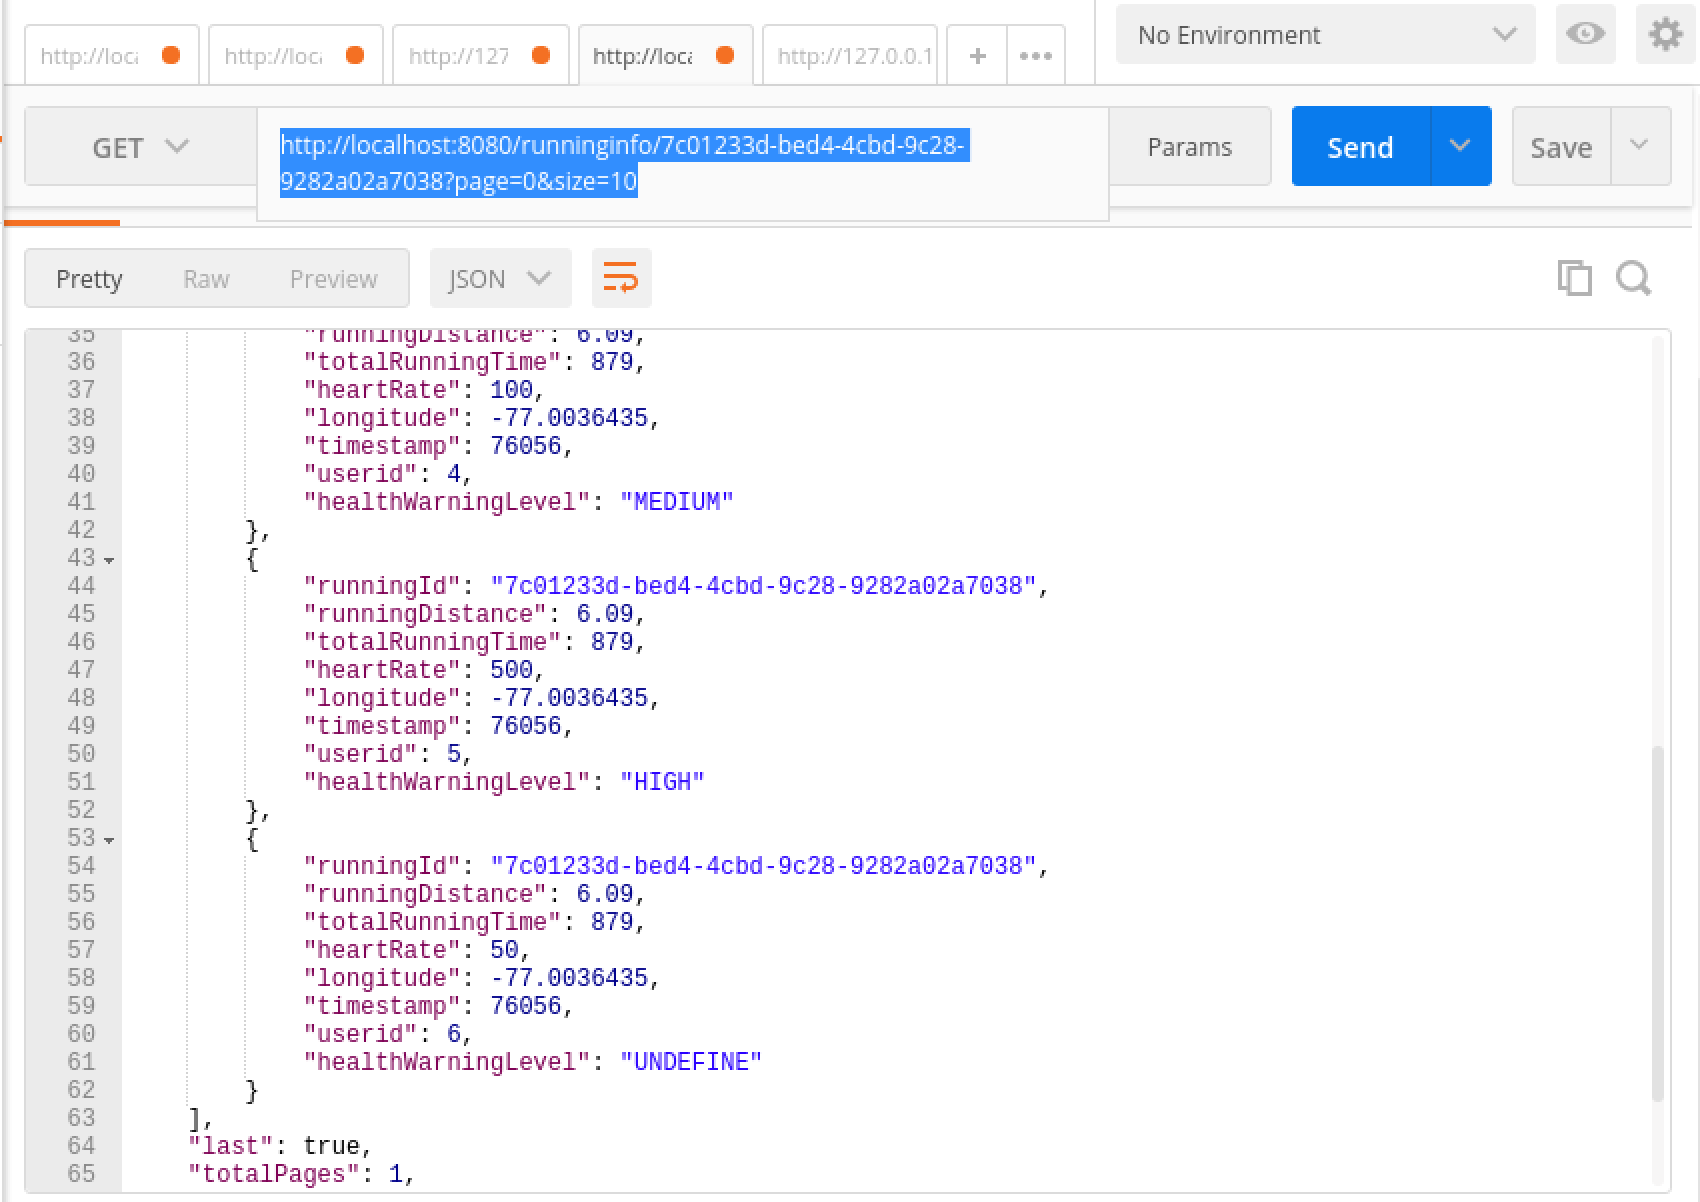 http://loca http://loca http://127 http://loca http://127.0.0.1 + ••• No Environment
GET http://localhost:8080/runninginfo/7c01233d-bed4-4cbd-9c28-
9282a02a7038?page=0&size=10 Params Send Save
Pretty Raw Preview JSON
35 "runningDistance": 6.09,
36 "totalRunningTime": 879,
37 "heartRate": 100,
38 "longitude": -77.0036435,
39 "timestamp": 76056,
40 "userid": 4,
41 "healthWarningLevel": "MEDIUM"
42 },
43 {
44 "runningId": "7c01233d-bed4-4cbd-9c28-9282a02a7038",
45 "runningDistance": 6.09,
46 "totalRunningTime": 879,
47 "heartRate": 500,
48 "longitude": -77.0036435,
49 "timestamp": 76056,
50 "userid": 5,
51 "healthWarningLevel": "HIGH"
52 },
53 {
54 "runningId": "7c01233d-bed4-4cbd-9c28-9282a02a7038",
55 "runningDistance": 6.09,
56 "totalRunningTime": 879,
57 "heartRate": 50,
58 "longitude": -77.0036435,
59 "timestamp": 76056,
60 "userid": 6,
61 "healthWarningLevel": "UNDEFINE"
62 }
63 ],
64 "last": true,
65 "totalPages": 1,